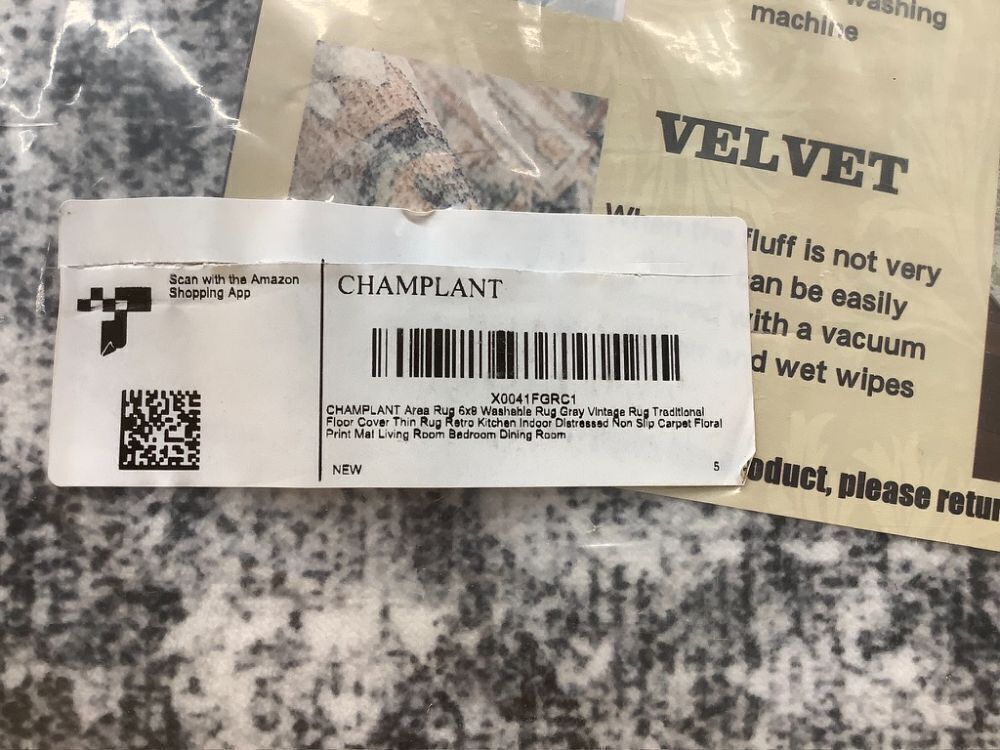 washing
machine
VELVET
fluff is not very
an be easily
ith a vacuum
d wet wipes
oduct, please retur
Scan with the Amazon
Shopping App
CHAMPLANT
X0041FGRC1
CHAMPLANT Area Rug 6x9 Washable Rug Gray Vintage Rug Traditional
Floor Cover Thin Rug Retro Kitchen Indoor Distressed Non Slip Carpet Floral
Print Mat Living Room Bedroom Dining Room
NEW
5